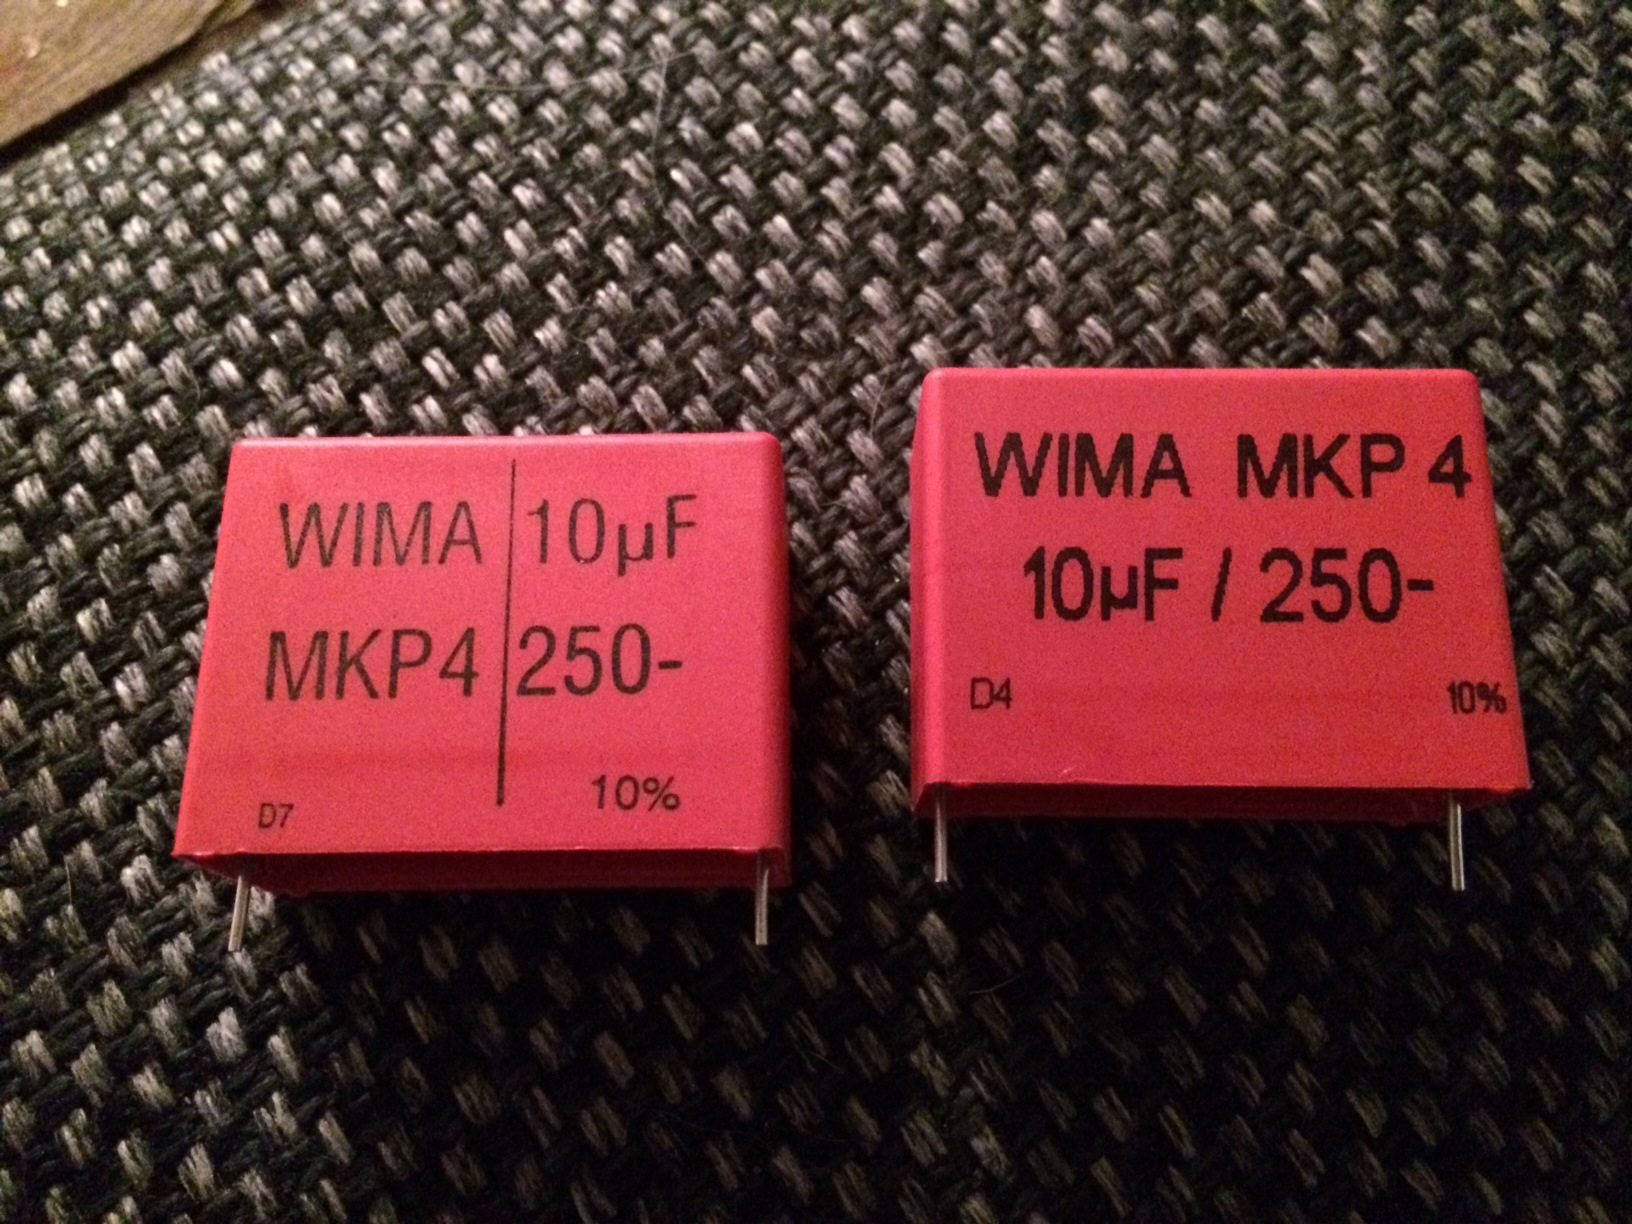 WIMA 10µF
MKP4 250-
D7 10%
WIMA MKP 4
10µF / 250-
D4 10%